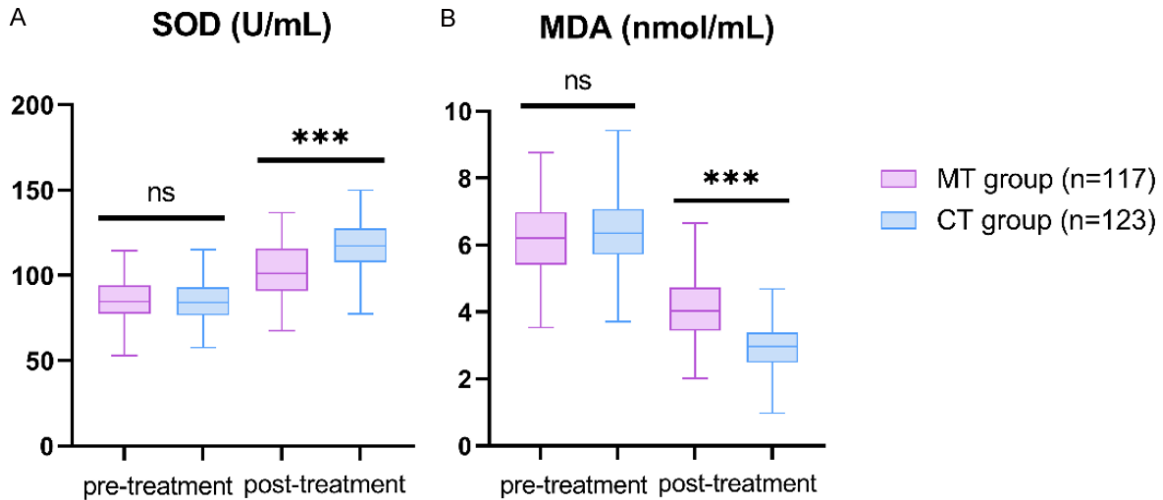 A
SOD (U/mL)
200
150
100
50
0
ns
***
pre-treatment
post-treatment
B
MDA (nmol/mL)
10
8
6
4
2
0
ns
***
pre-treatment
post-treatment
MT group (n=117)
CT group (n=123)